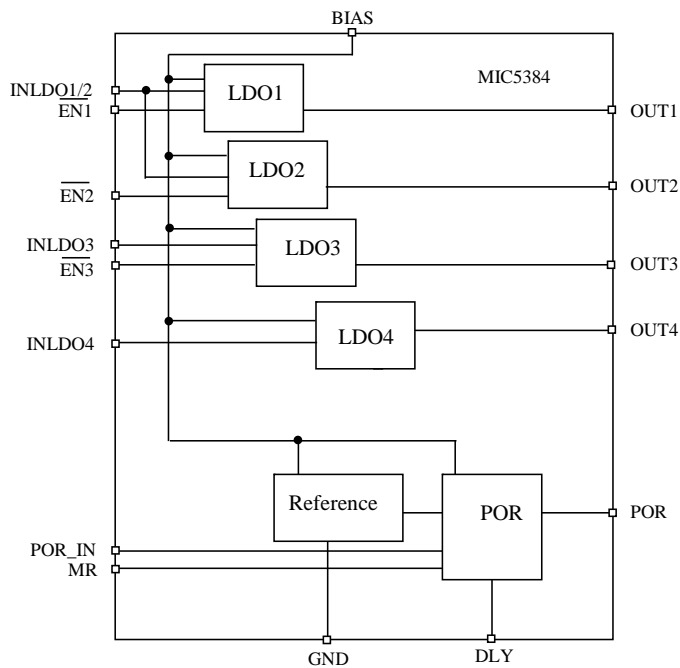 BIAS
MIC5384
INLDO1/2
LDO1
EN1
OUT1
LDO2
EN2
OUT2
INLDO3
LDO3
EN3
OUT3
LDO4
INLDO4
OUT4
Reference
POR
POR
POR_IN
MR
GND
DLY